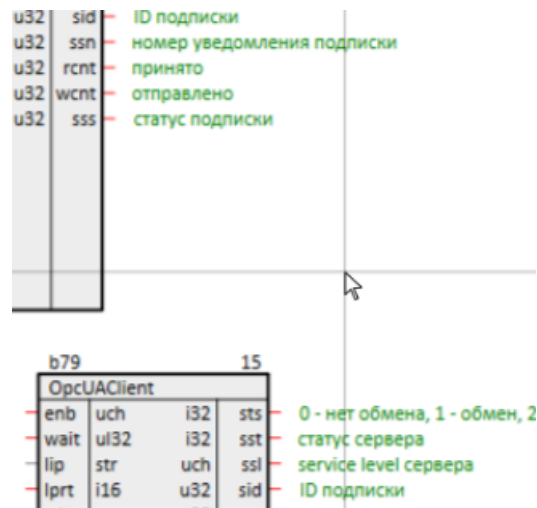 u32 sid ID подписки
u32 ssn номер уведомления подписки
u32 rcnt принято
u32 wcnt отправлено
u32 sss статус подписки
b79 15
OpcUAClient
enb uch i32 sts 0 - нет обмена, 1 - обмен, 2
wait ul32 i32 sst статус сервера
lip str uch ssl service level сервера
lprt i16 u32 sid ID подписки